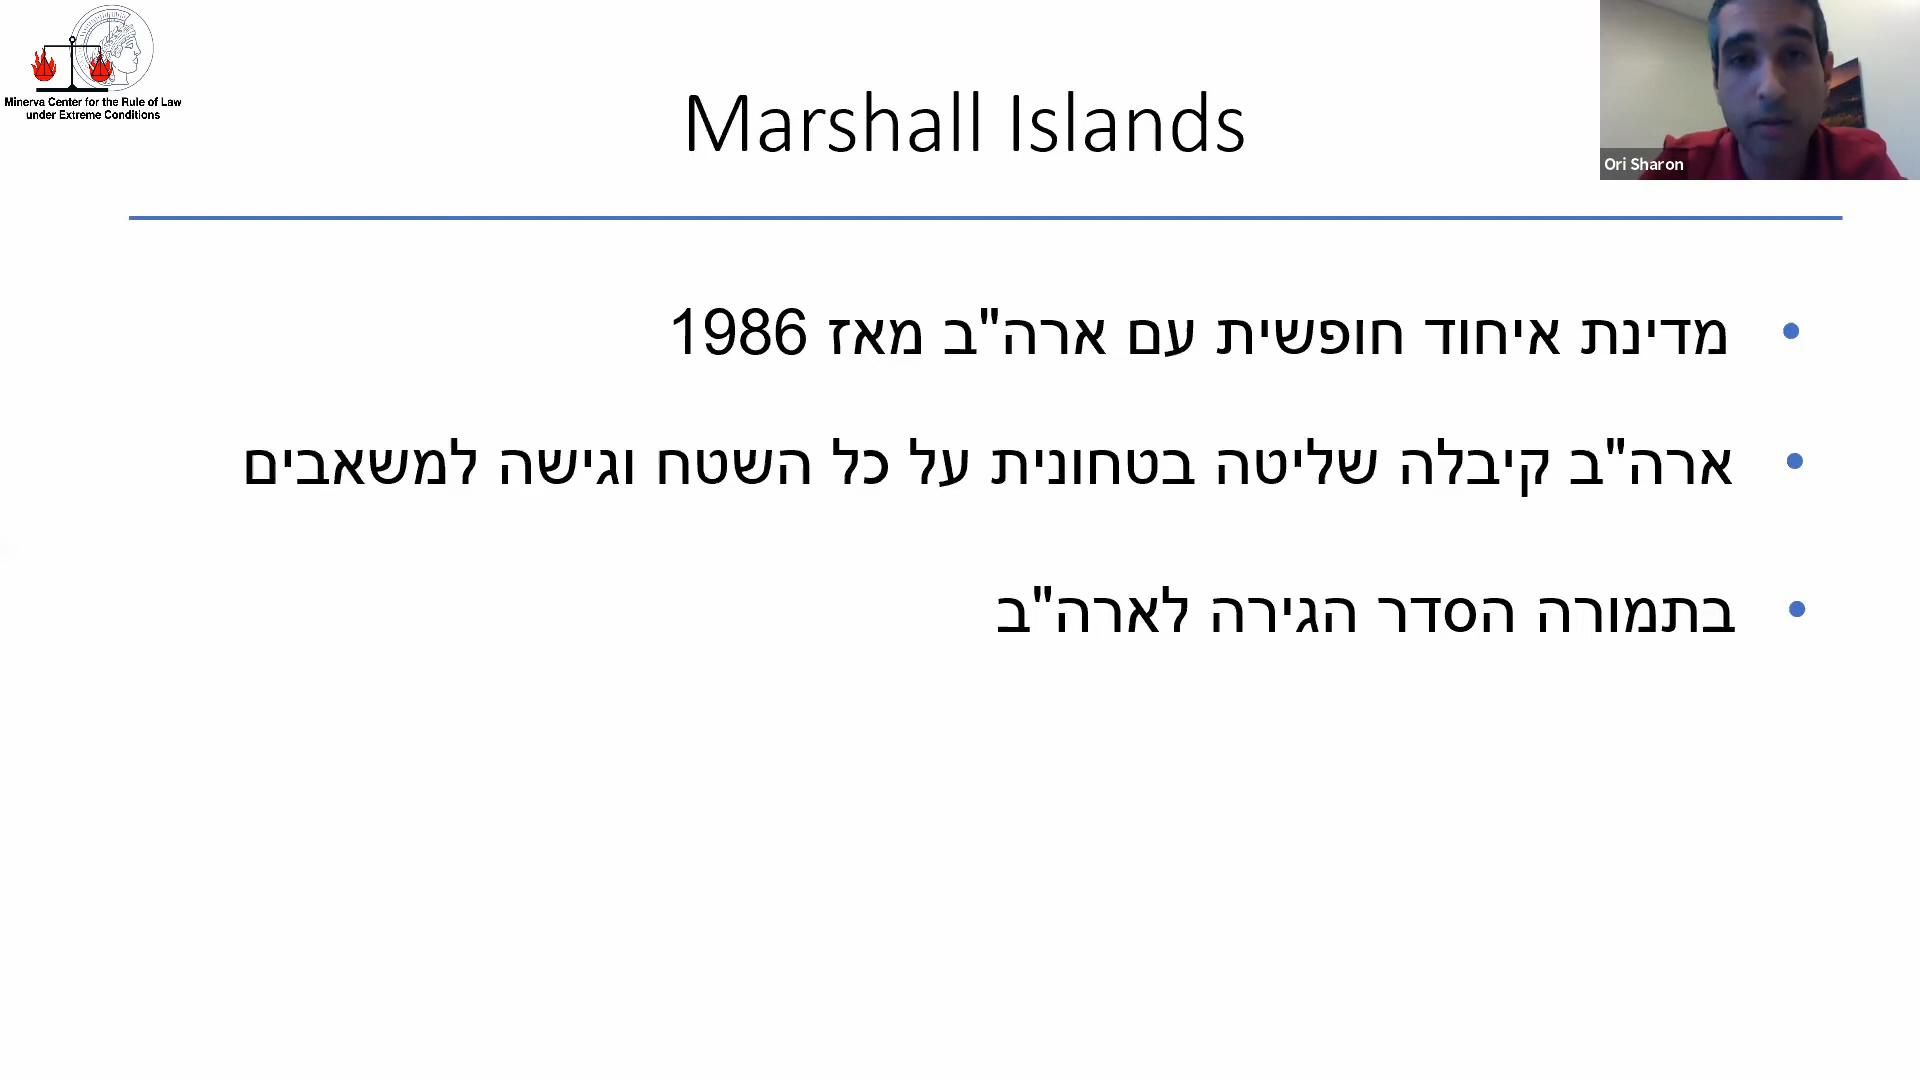 Minerva Center for the Rule of Law
under Extreme Conditions
Marshall Islands
Ori Sharon
מדינת איחוד חופשית עם ארה"ב מאז 1986
ארה"ב קיבלה שליטה בטחונית על כל השטח וגישה למשאבים
בתמורה הסדר הגירה לארה"ב